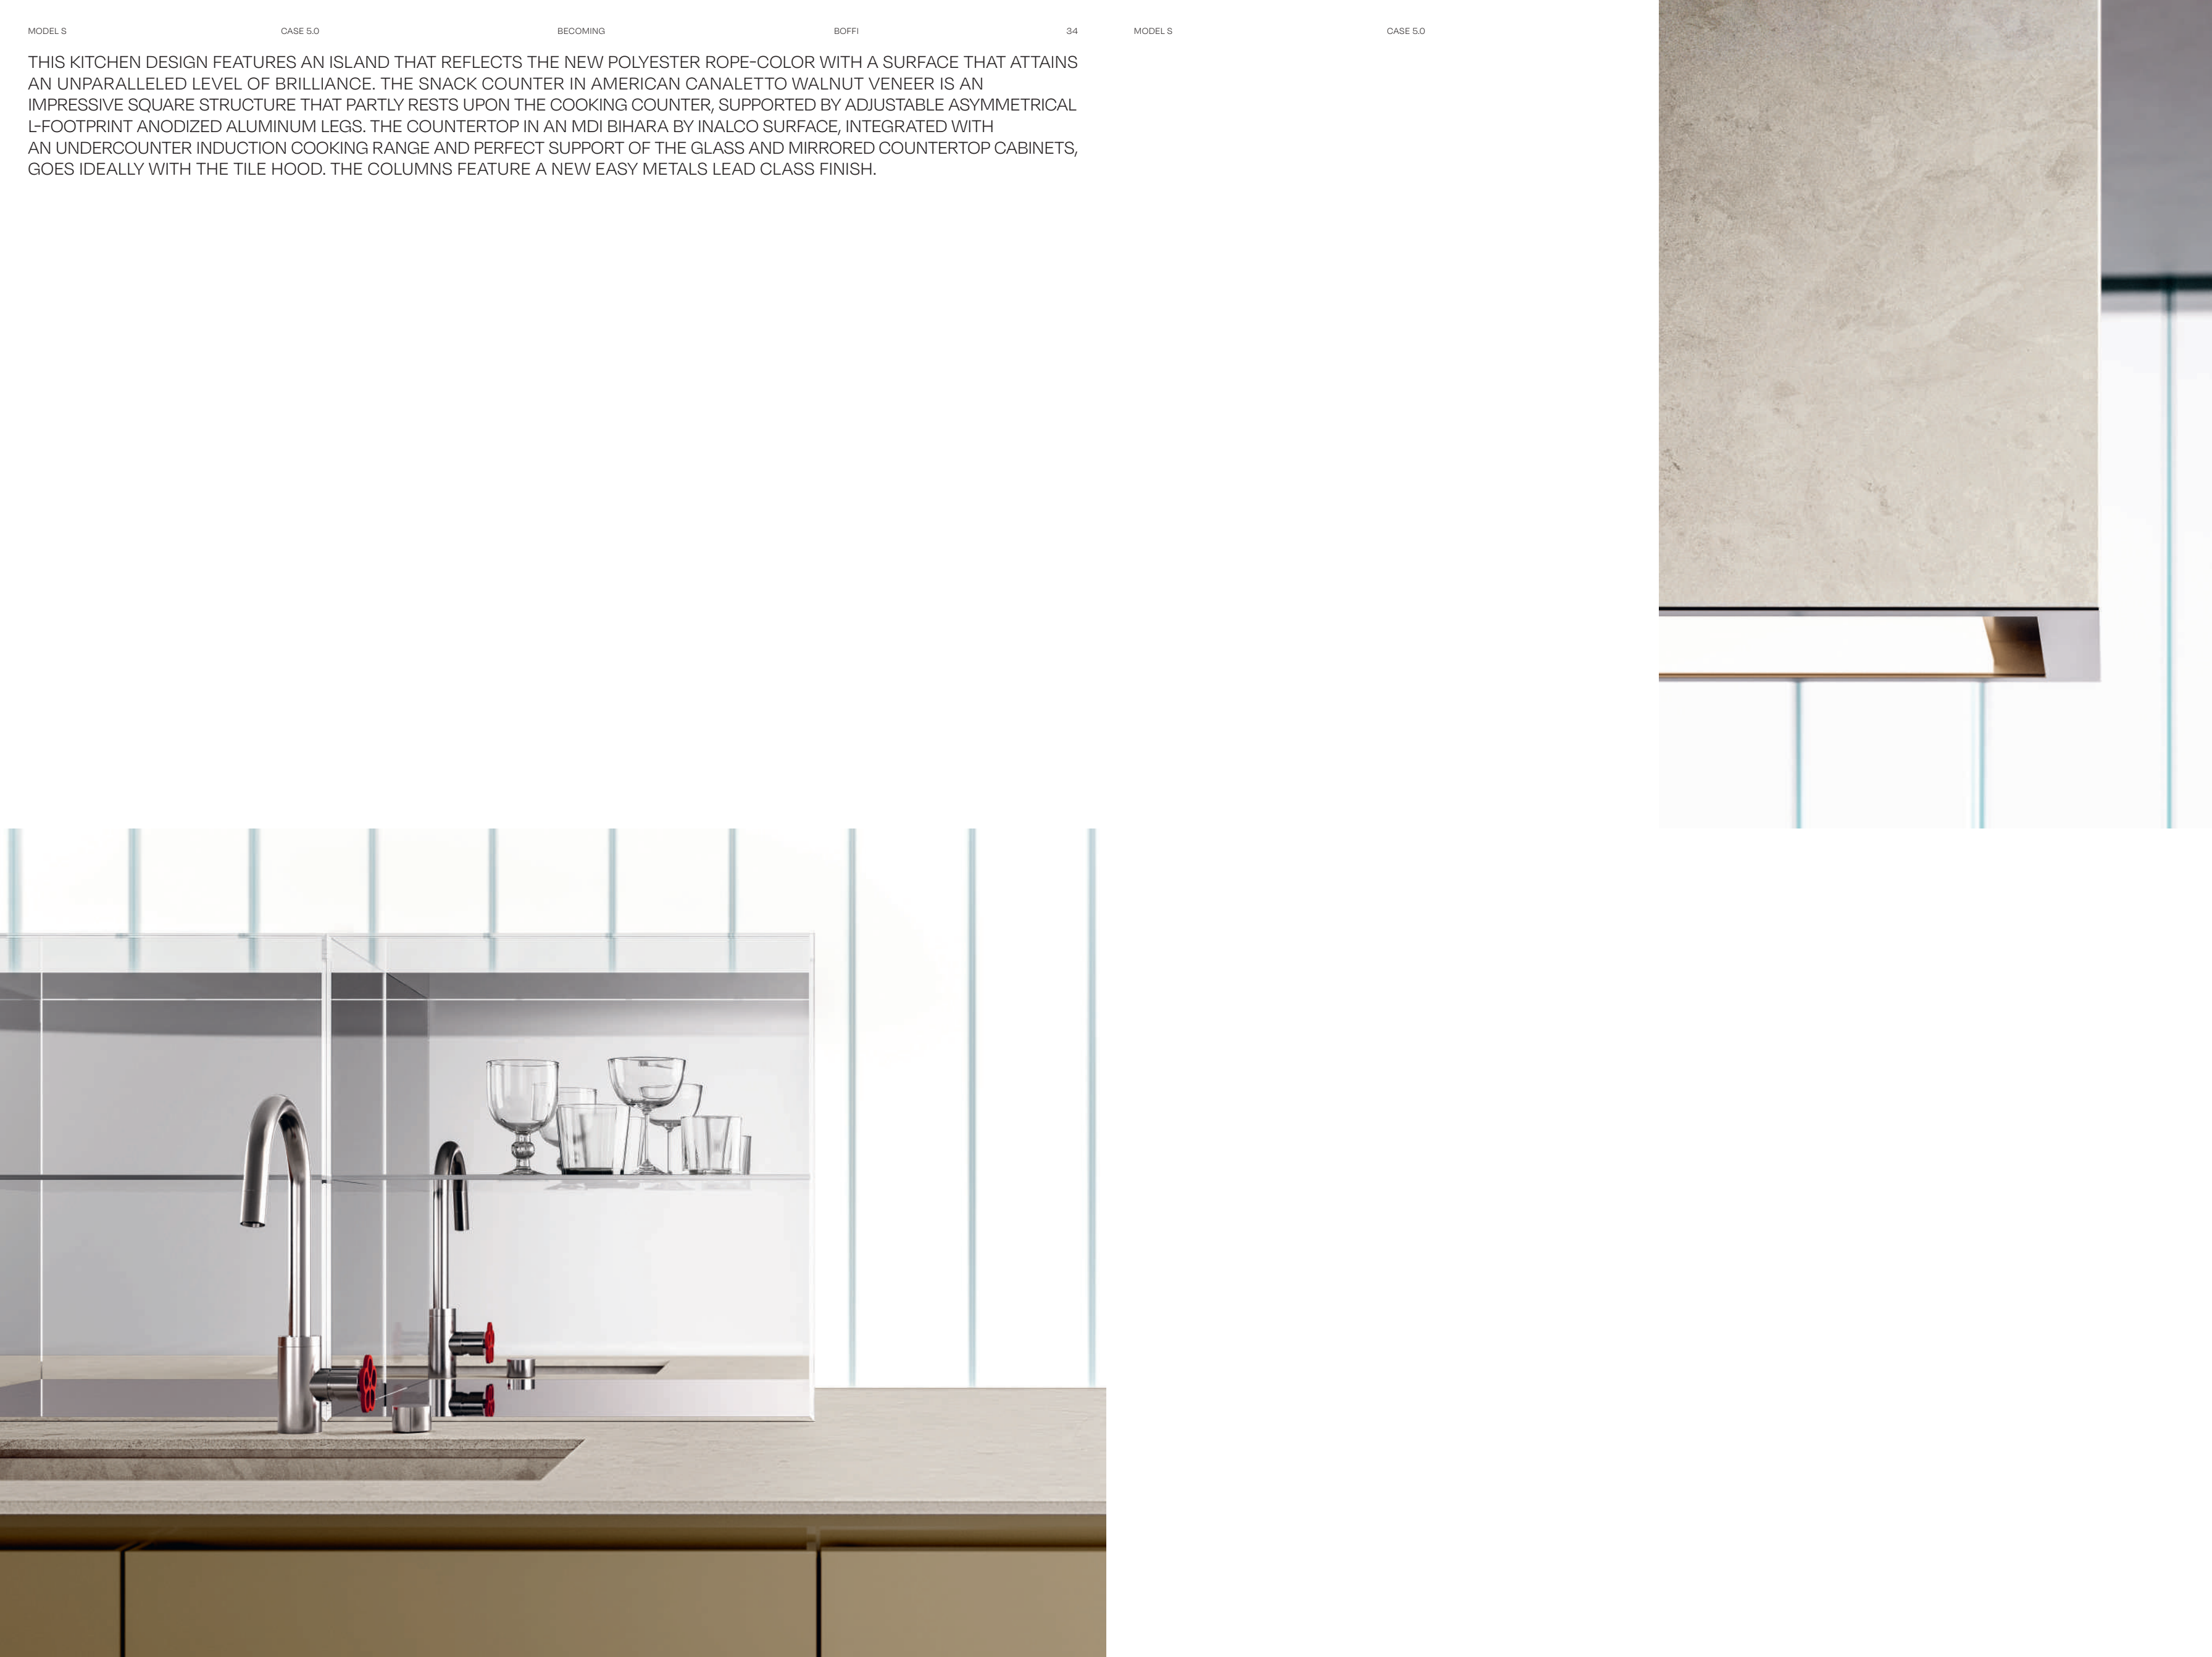 MODEL S CASE 5.0 BECOMING BOFFI 34 MODEL S CASE 5.0
THIS KITCHEN DESIGN FEATURES AN ISLAND THAT REFLECTS THE NEW POLYESTER ROPE-COLOR WITH A SURFACE THAT ATTAINS
AN UNPARALLELED LEVEL OF BRILLIANCE. THE SNACK COUNTER IN AMERICAN CANALETTO WALNUT VENEER IS AN
IMPRESSIVE SQUARE STRUCTURE THAT PARTLY RESTS UPON THE COOKING COUNTER, SUPPORTED BY ADJUSTABLE ASYMMETRICAL
L-FOOTPRINT ANODIZED ALUMINUM LEGS. THE COUNTERTOP IN AN MDI BIHARA BY INALCO SURFACE, INTEGRATED WITH
AN UNDERCOUNTER INDUCTION COOKING RANGE AND PERFECT SUPPORT OF THE GLASS AND MIRRORED COUNTERTOP CABINETS,
GOES IDEALLY WITH THE TILE HOOD. THE COLUMNS FEATURE A NEW EASY METALS LEAD CLASS FINISH.